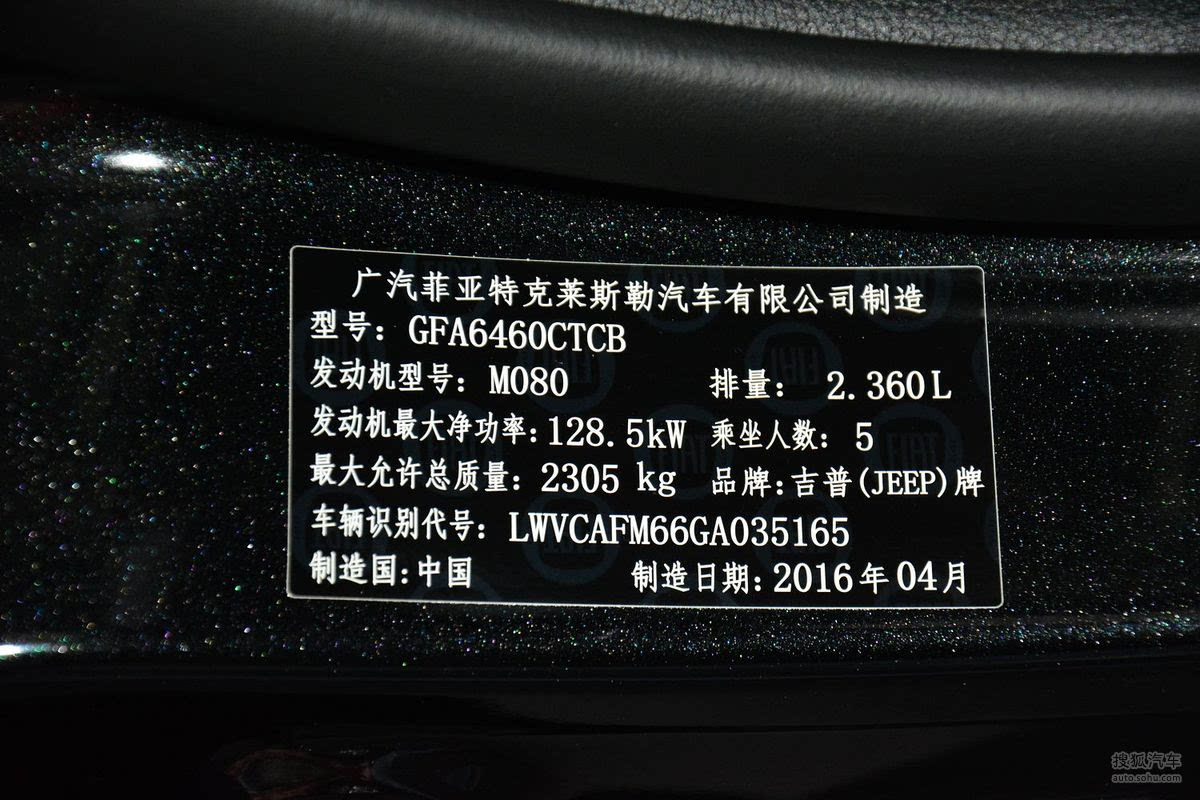 广汽菲亚特克莱斯勒汽车有限公司制造
型号: GFA6460CTCB
发动机型号: M080 排量: 2.360L
发动机最大净功率:128.5kW 乘坐人数: 5
最大允许总质量: 2305 kg 品牌:吉普(JEEP)牌
车辆识别代号: LWVCAFM66GA035165
制造国:中国 制造日期:2016年04月
搜狐汽车
auto.sohu.com